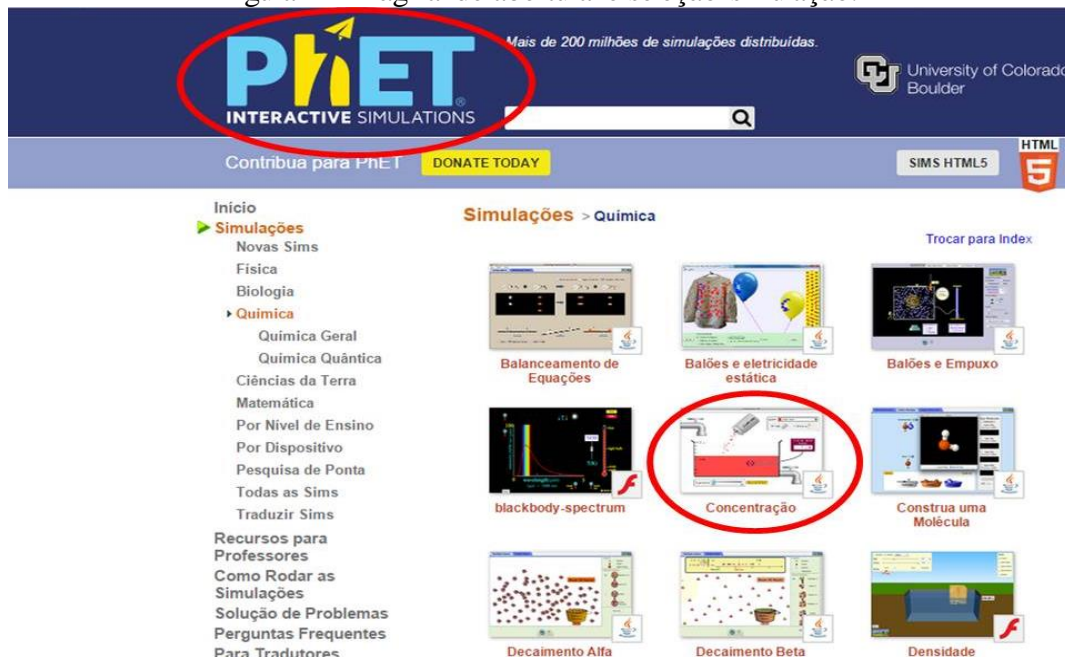 PhET
INTERACTIVE SIMULATIONS
Mais de 200 milhões de simulações distribuídas.
University of Colorado
Boulder
Contribua para PhET
DONATE TODAY
SIMS HTML5
HTML
5
Início
Simulações
Novas Sims
Física
Biologia
Química
Química Geral
Química Quântica
Ciências da Terra
Matemática
Por Nível de Ensino
Por Dispositivo
Pesquisa de Ponta
Todas as Sims
Traduzir Sims
Recursos para
Professores
Como Rodar as
Simulações
Solução de Problemas
Perguntas Frequentes
Para Tradutores
Simulações > Química
Trocar para Index
Balanceamento de
Equações
Balões e eletricidade
estática
Balões e Empuxo
blackbody-spectrum
Concentração
Construa uma
Molécula
Decaimento Alfa
Decaimento Beta
Densidade